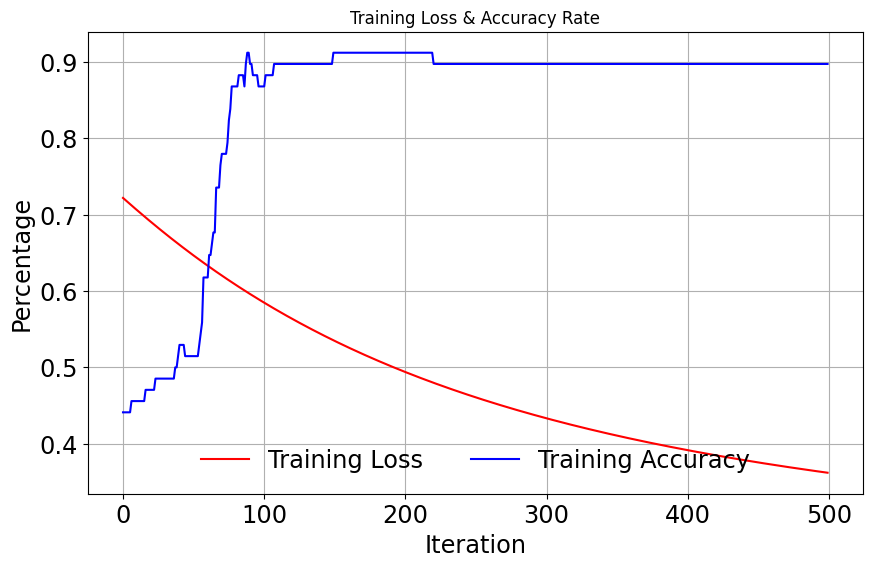 Training Loss & Accuracy Rate
Percentage
0.9
0.8
0.7
0.6
0.5
0.4
Training Loss
Training Accuracy
0 100 200 300 400 500
Iteration